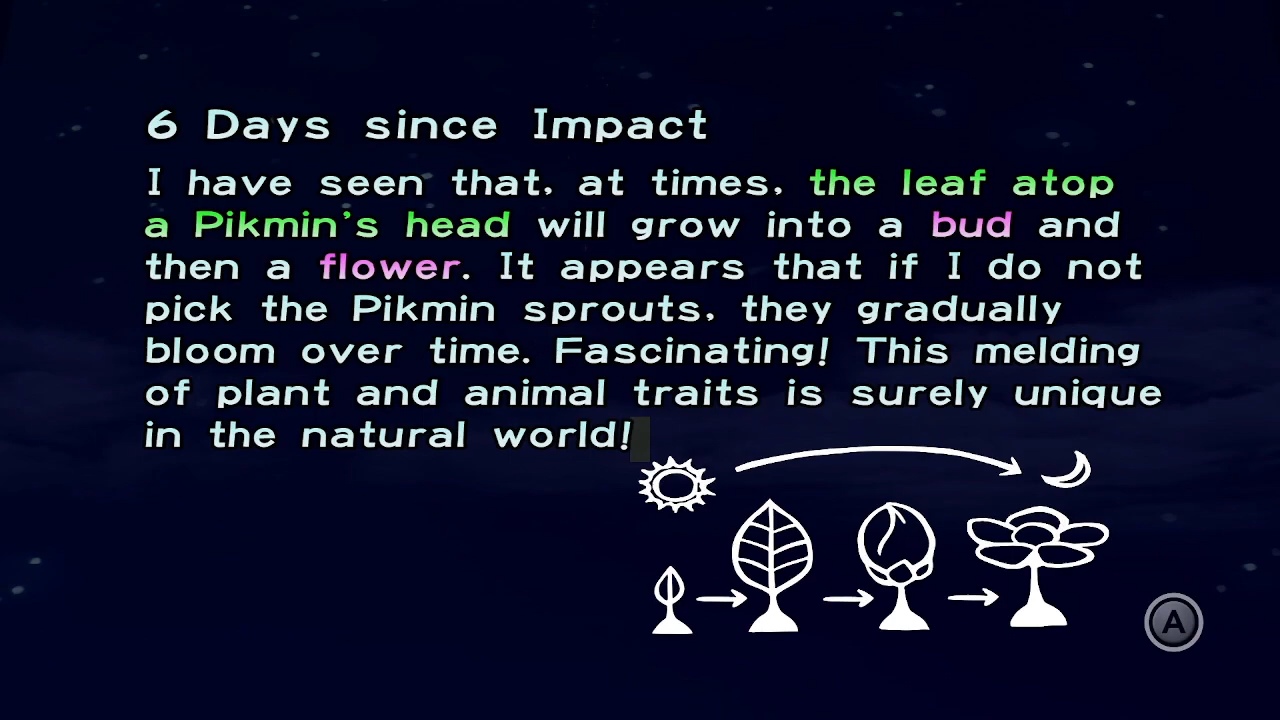 6 Days since Impact
I have seen that, at times, the leaf atop
a Pikmin's head will grow into a bud and
then a flower. It appears that if I do not
pick the Pikmin sprouts, they gradually
bloom over time. Fascinating! This melding
of plant and animal traits is surely unique
in the natural world!
A